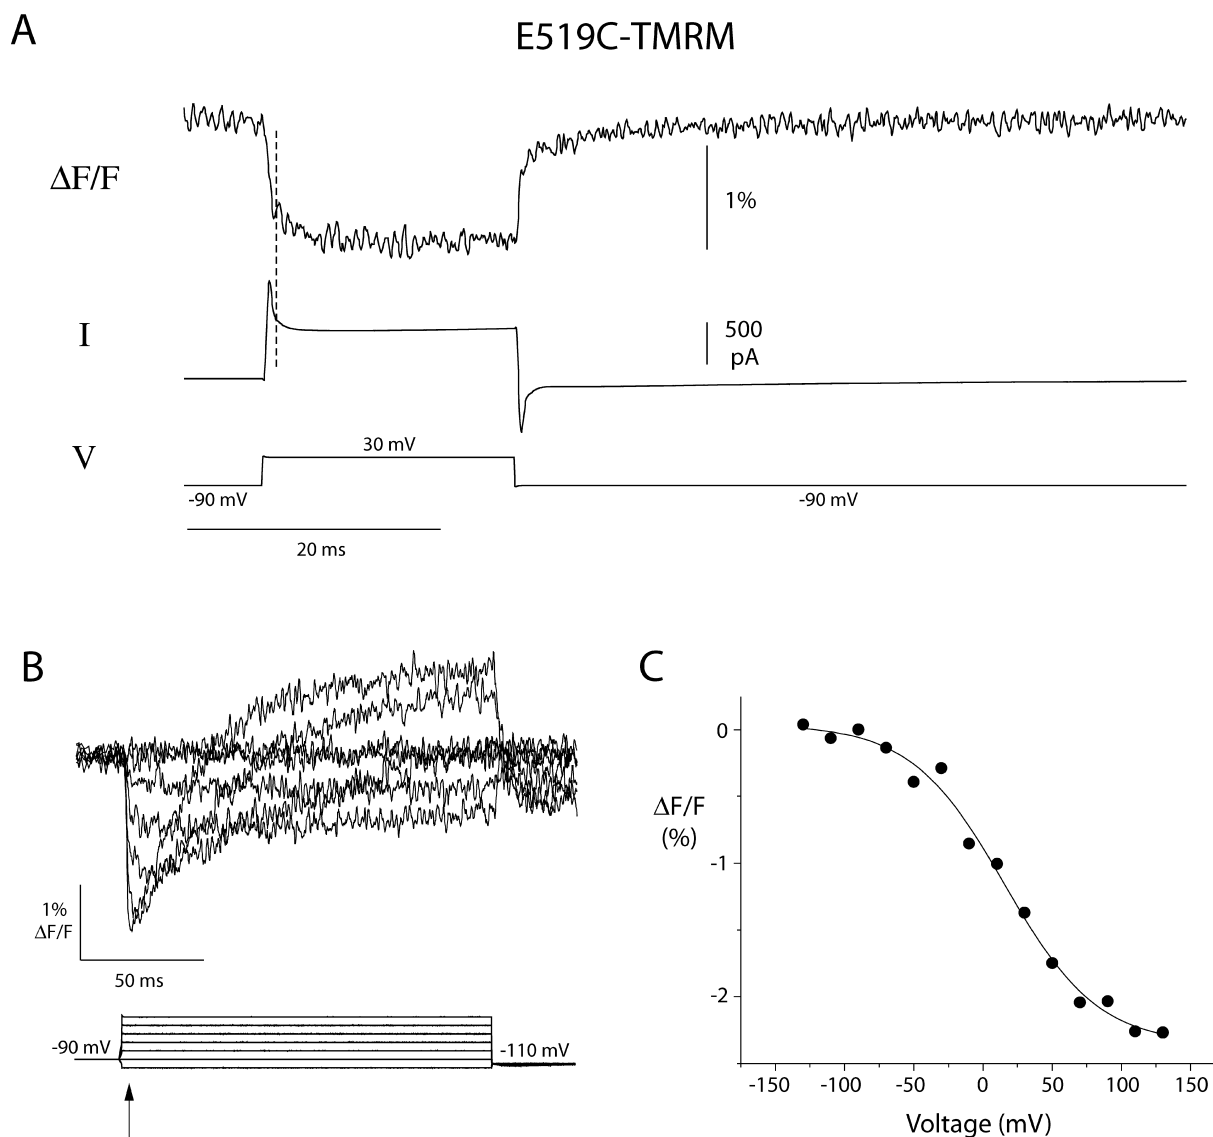 A
E519C-TMRM
ΔF/F
1%
I
500
pA
V
30 mV
-90 mV
-90 mV
20 ms
B
1%
ΔF/F
50 ms
-90 mV
-110 mV
C
0
-1
-2
ΔF/F
(%)
-150 -100 -50 0 50 100 150
Voltage (mV)